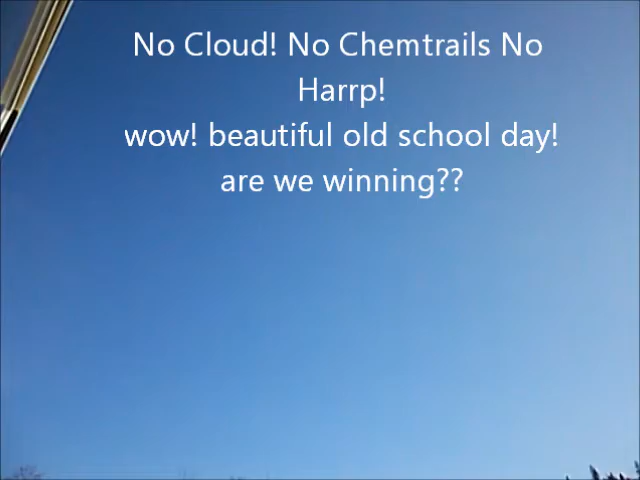 No Cloud! No Chemtrails No
Harrp!
wow! beautiful old school day!
are we winning??